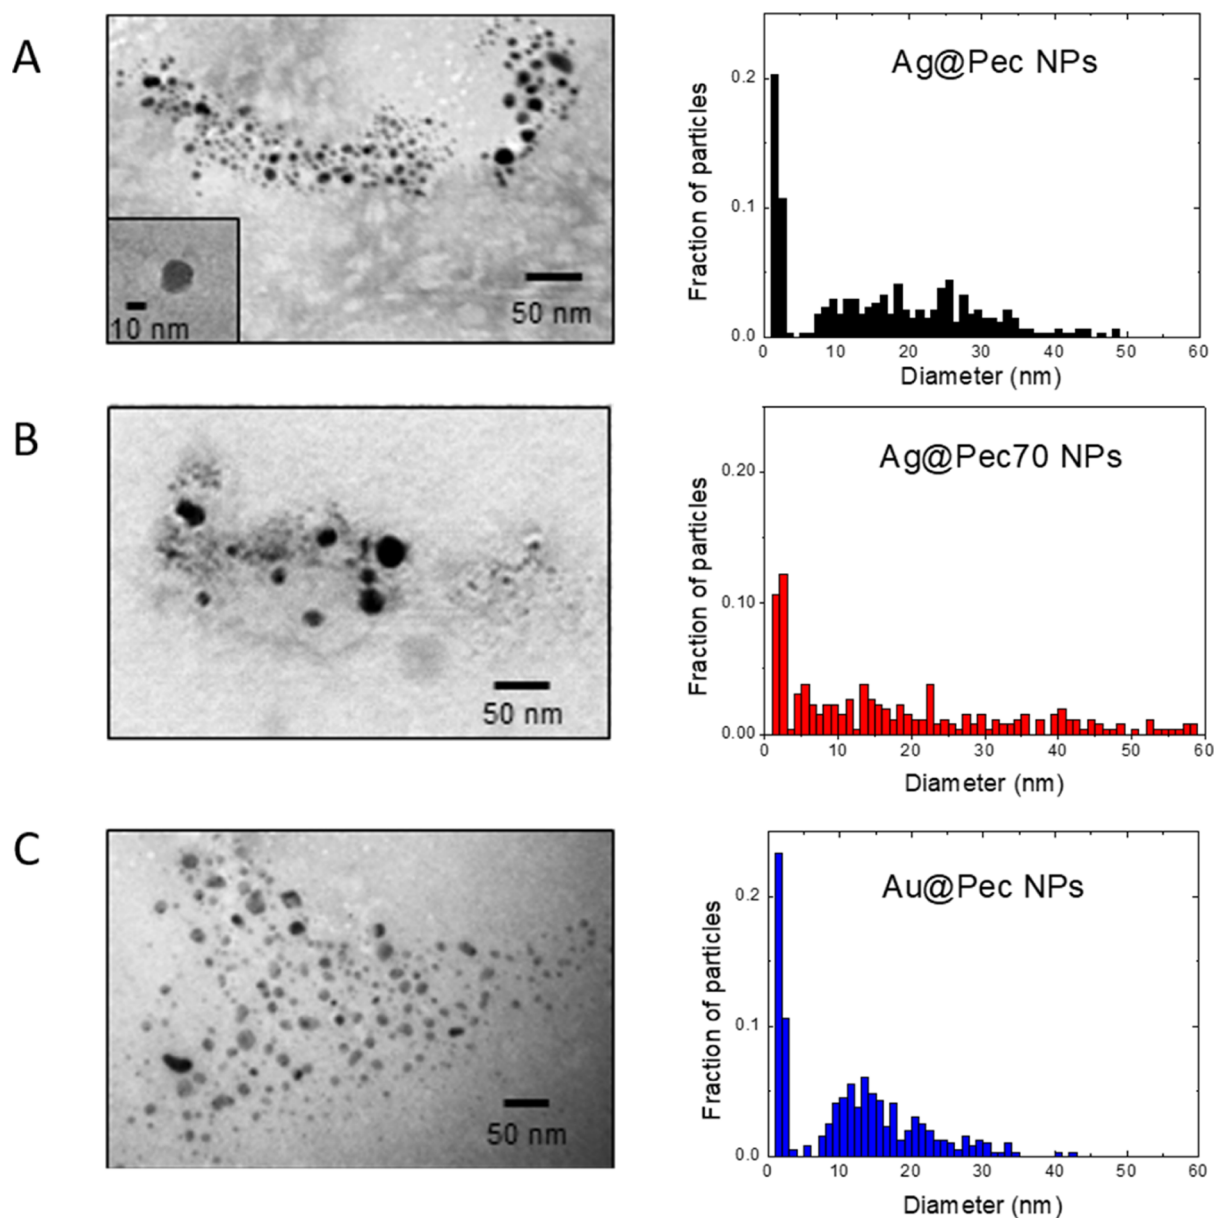 A
10 nm
50 nm
Ag@Pec NPs
Fraction of particles
0.2
0.1
0.0
0 10 20 30 40 50 60
Diameter (nm)
B
50 nm
Ag@Pec70 NPs
Fraction of particles
0.20
0.10
0.00
0 10 20 30 40 50 60
Diameter (nm)
C
50 nm
Au@Pec NPs
Fraction of particles
0.2
0.1
0.0
0 10 20 30 40 50 60
Diameter (nm)